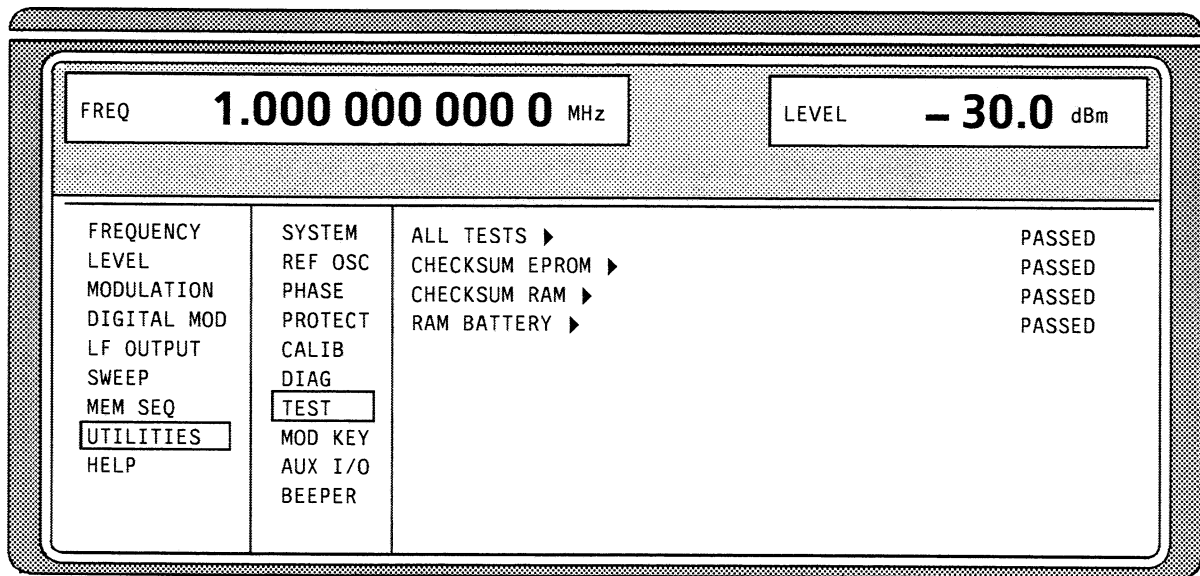 FREQ 1.000 000 000 0 MHz
LEVEL – 30.0 dBm
FREQUENCY
LEVEL
MODULATION
DIGITAL MOD
LF OUTPUT
SWEEP
MEM SEQ
UTILITIES
HELP
SYSTEM
REF OSC
PHASE
PROTECT
CALIB
DIAG
TEST
MOD KEY
AUX I/O
BEEPER
ALL TESTS ▶ PASSED
CHECKSUM EPROM ▶ PASSED
CHECKSUM RAM ▶ PASSED
RAM BATTERY ▶ PASSED